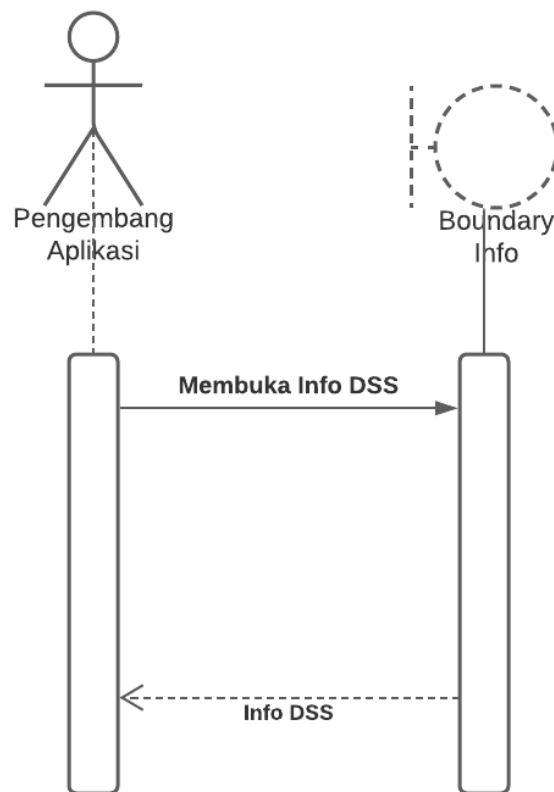 Pengembang
Aplikasi
Boundary
Info
Membuka Info DSS
Info DSS